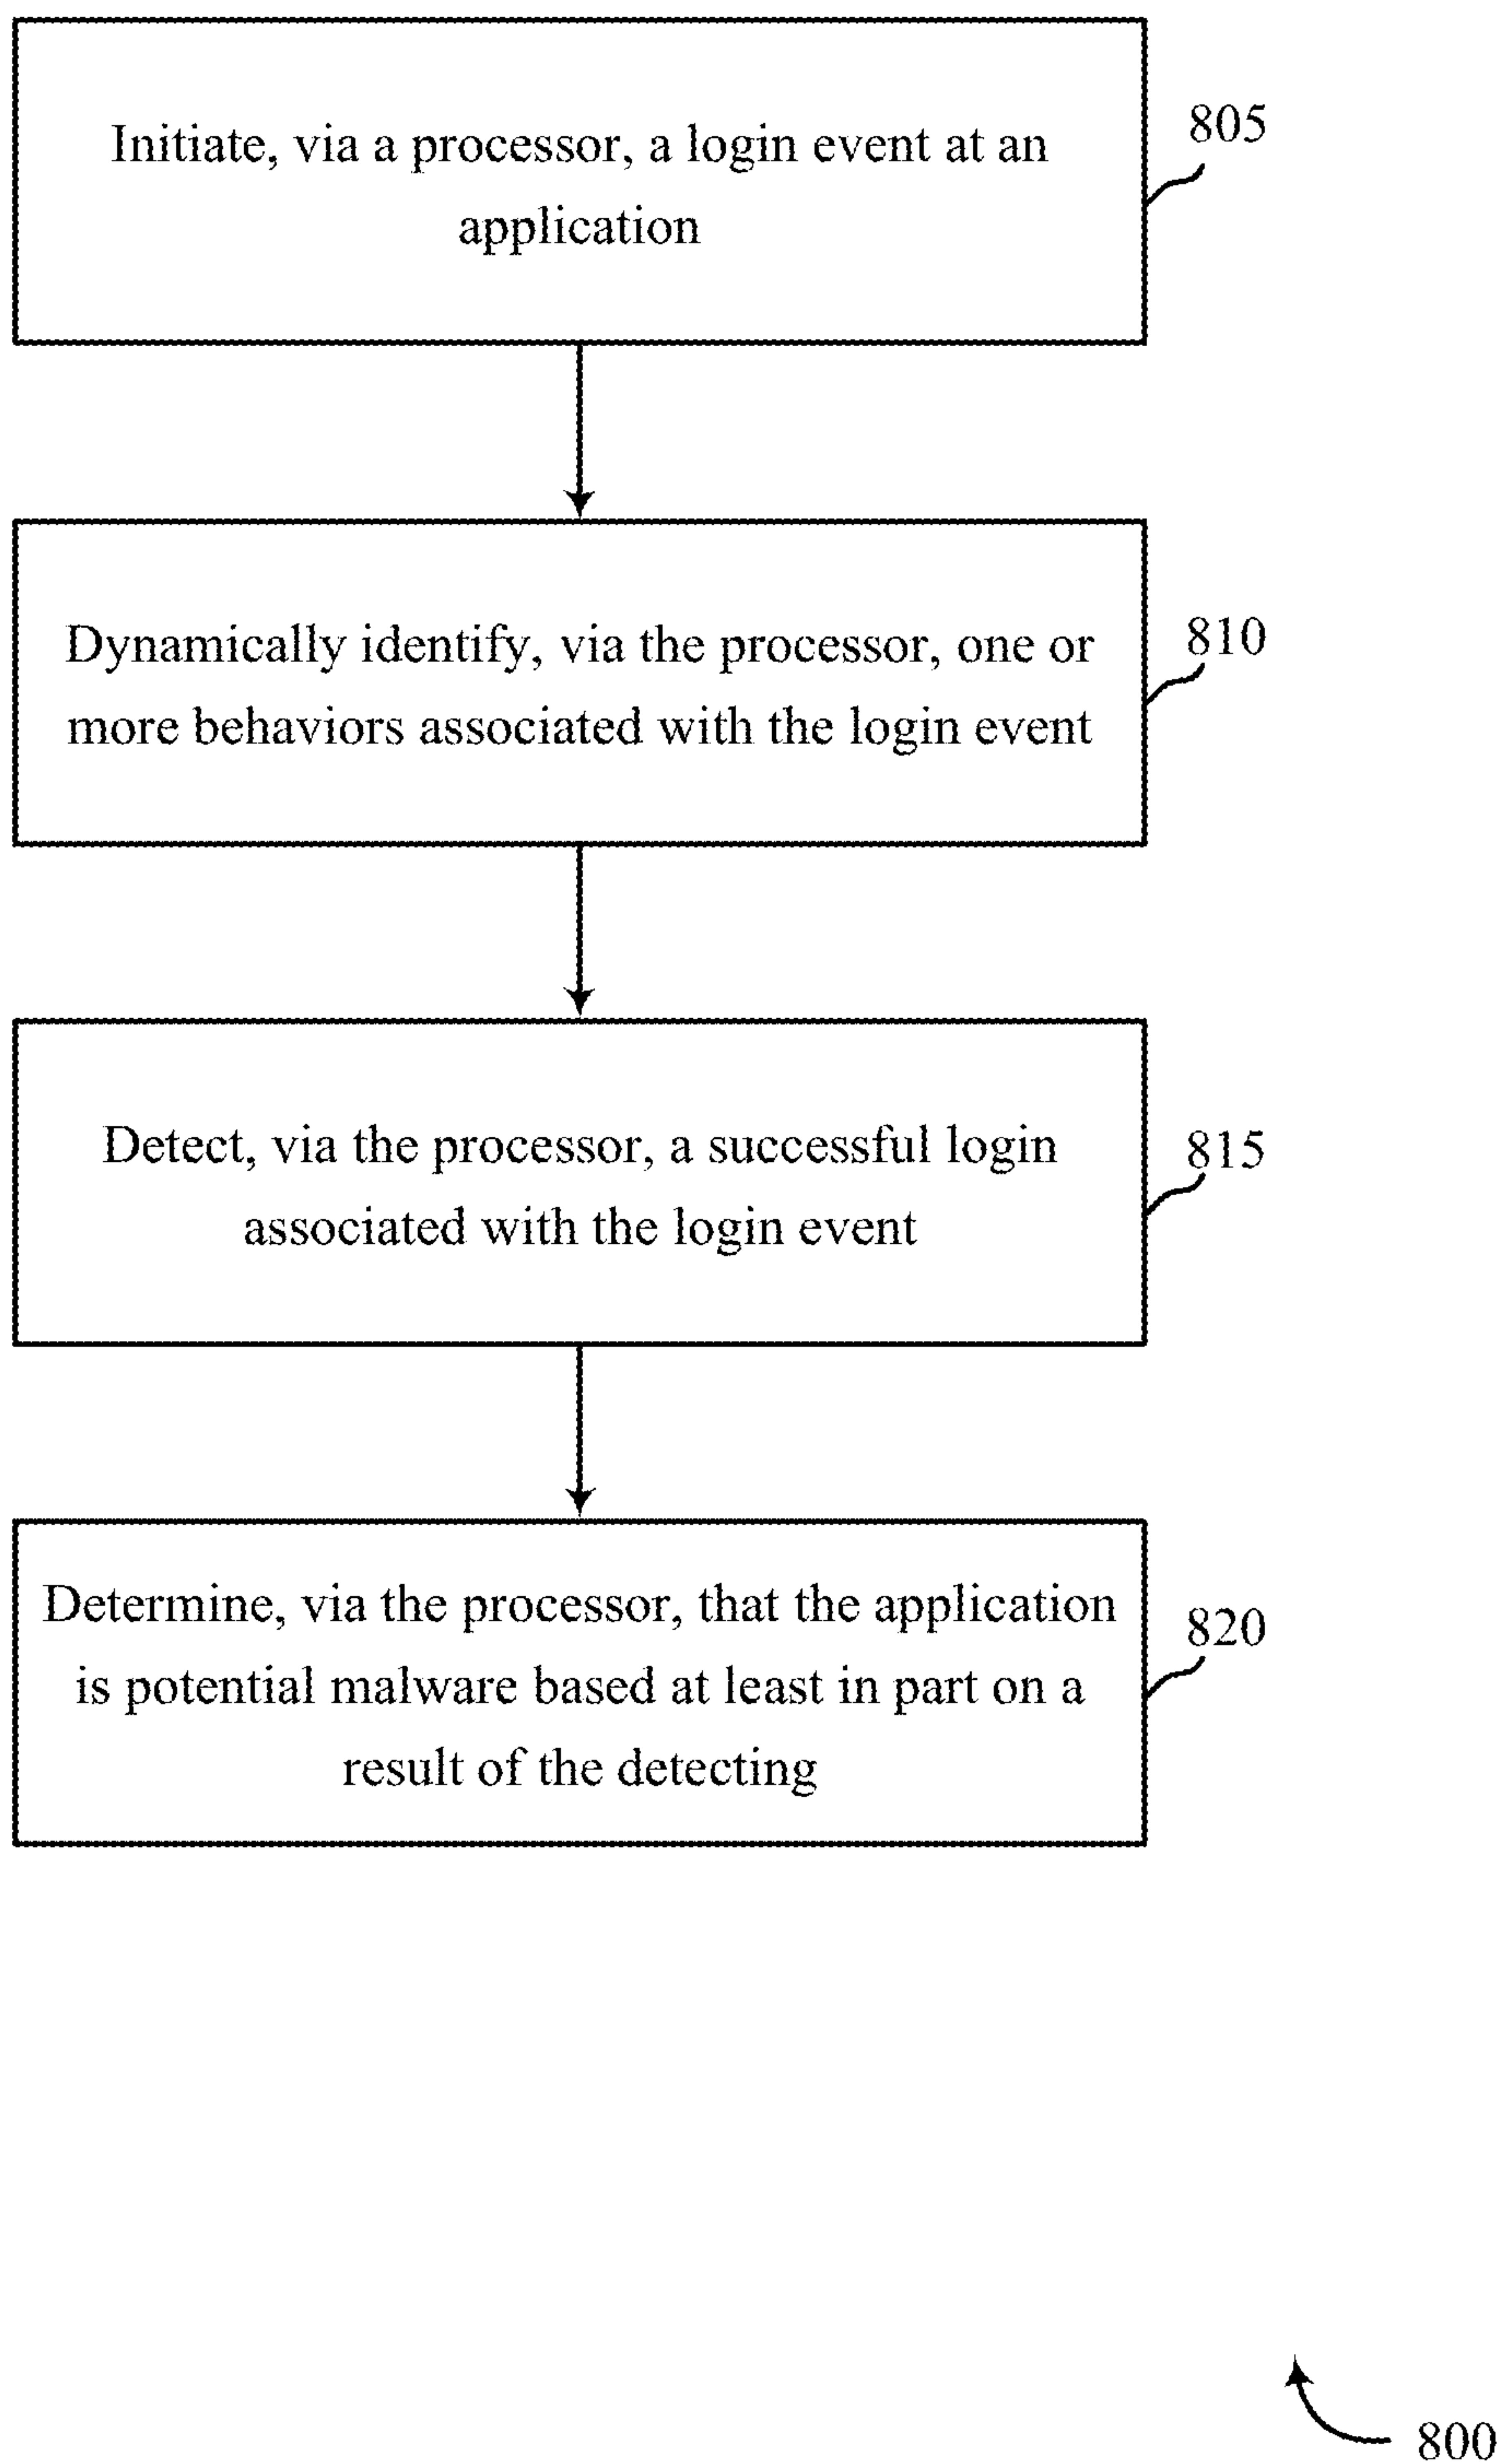 Initiate, via a processor, a login event at an
application
805
Dynamically identify, via the processor, one or
more behaviors associated with the login event
810
Detect, via the processor, a successful login
associated with the login event
815
Determine, via the processor, that the application
is potential malware based at least in part on a
result of the detecting
820
800